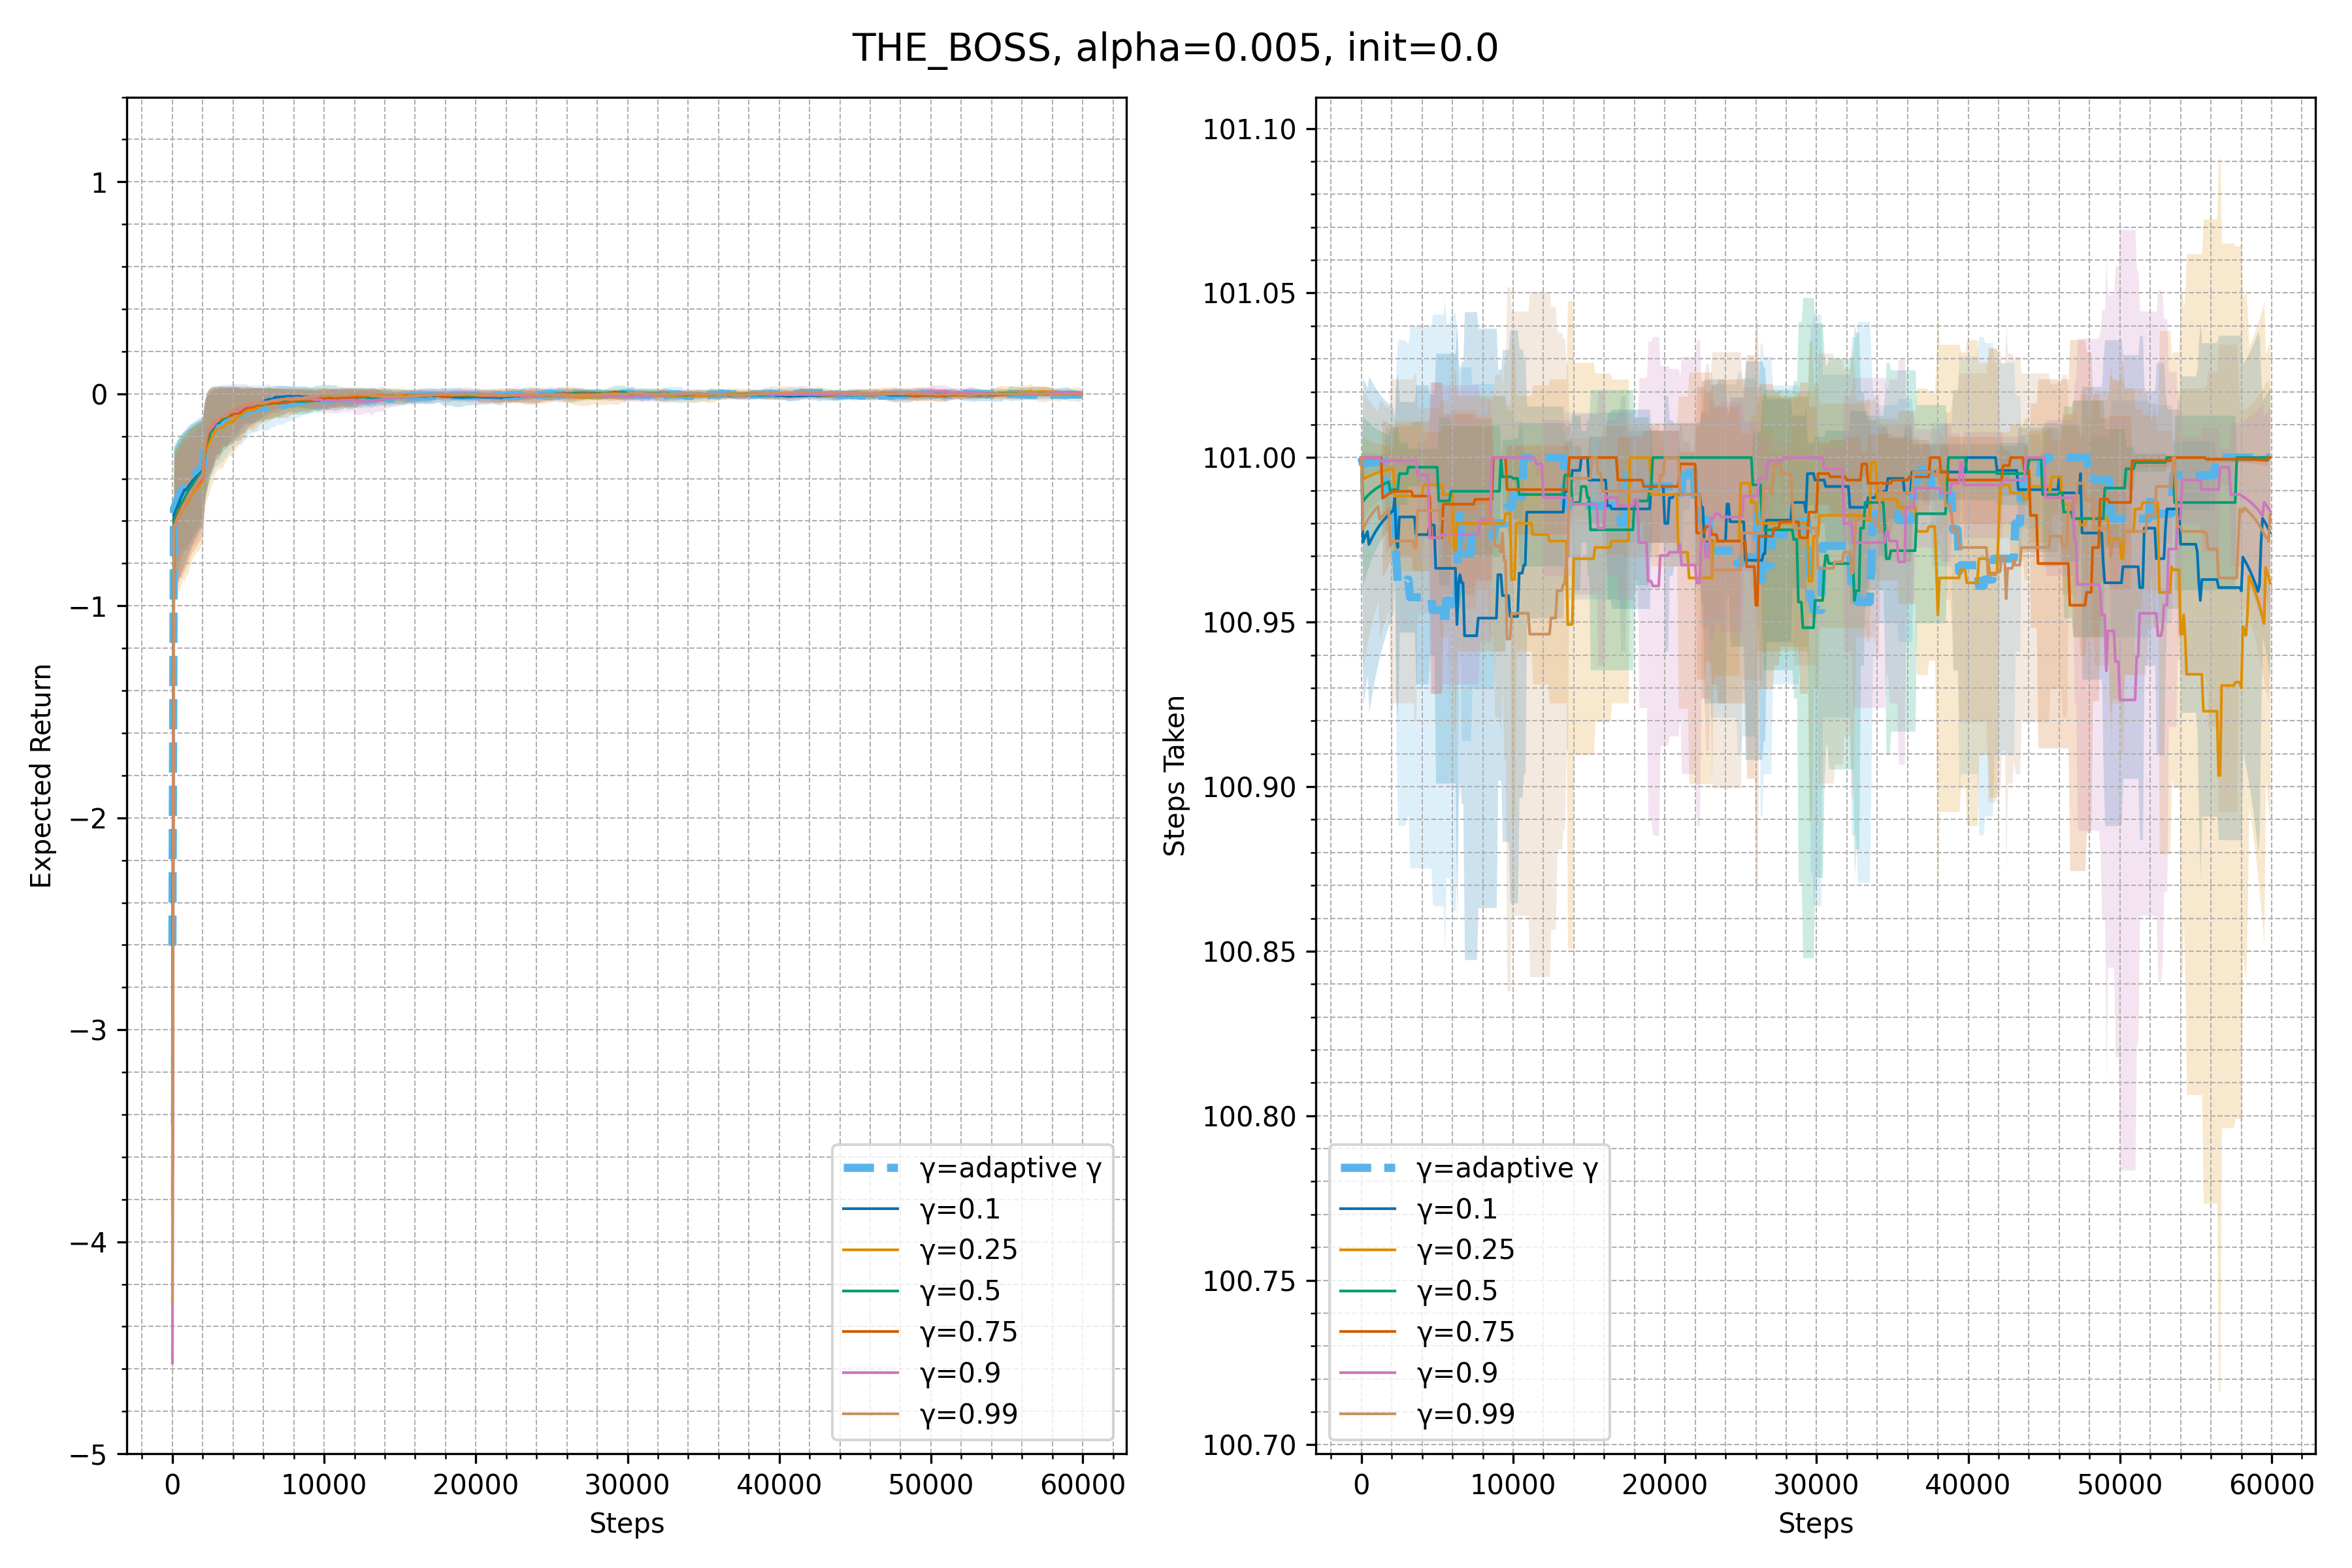 THE_BOSS, alpha=0.005, init=0.0
Expected Return
1
0
−1
−2
−3
−4
−5
0 10000 20000 30000 40000 50000 60000
Steps
γ=adaptive γ
γ=0.1
γ=0.25
γ=0.5
γ=0.75
γ=0.9
γ=0.99
Steps Taken
101.10
101.05
101.00
100.95
100.90
100.85
100.80
100.75
100.70
0 10000 20000 30000 40000 50000 60000
Steps
γ=adaptive γ
γ=0.1
γ=0.25
γ=0.5
γ=0.75
γ=0.9
γ=0.99